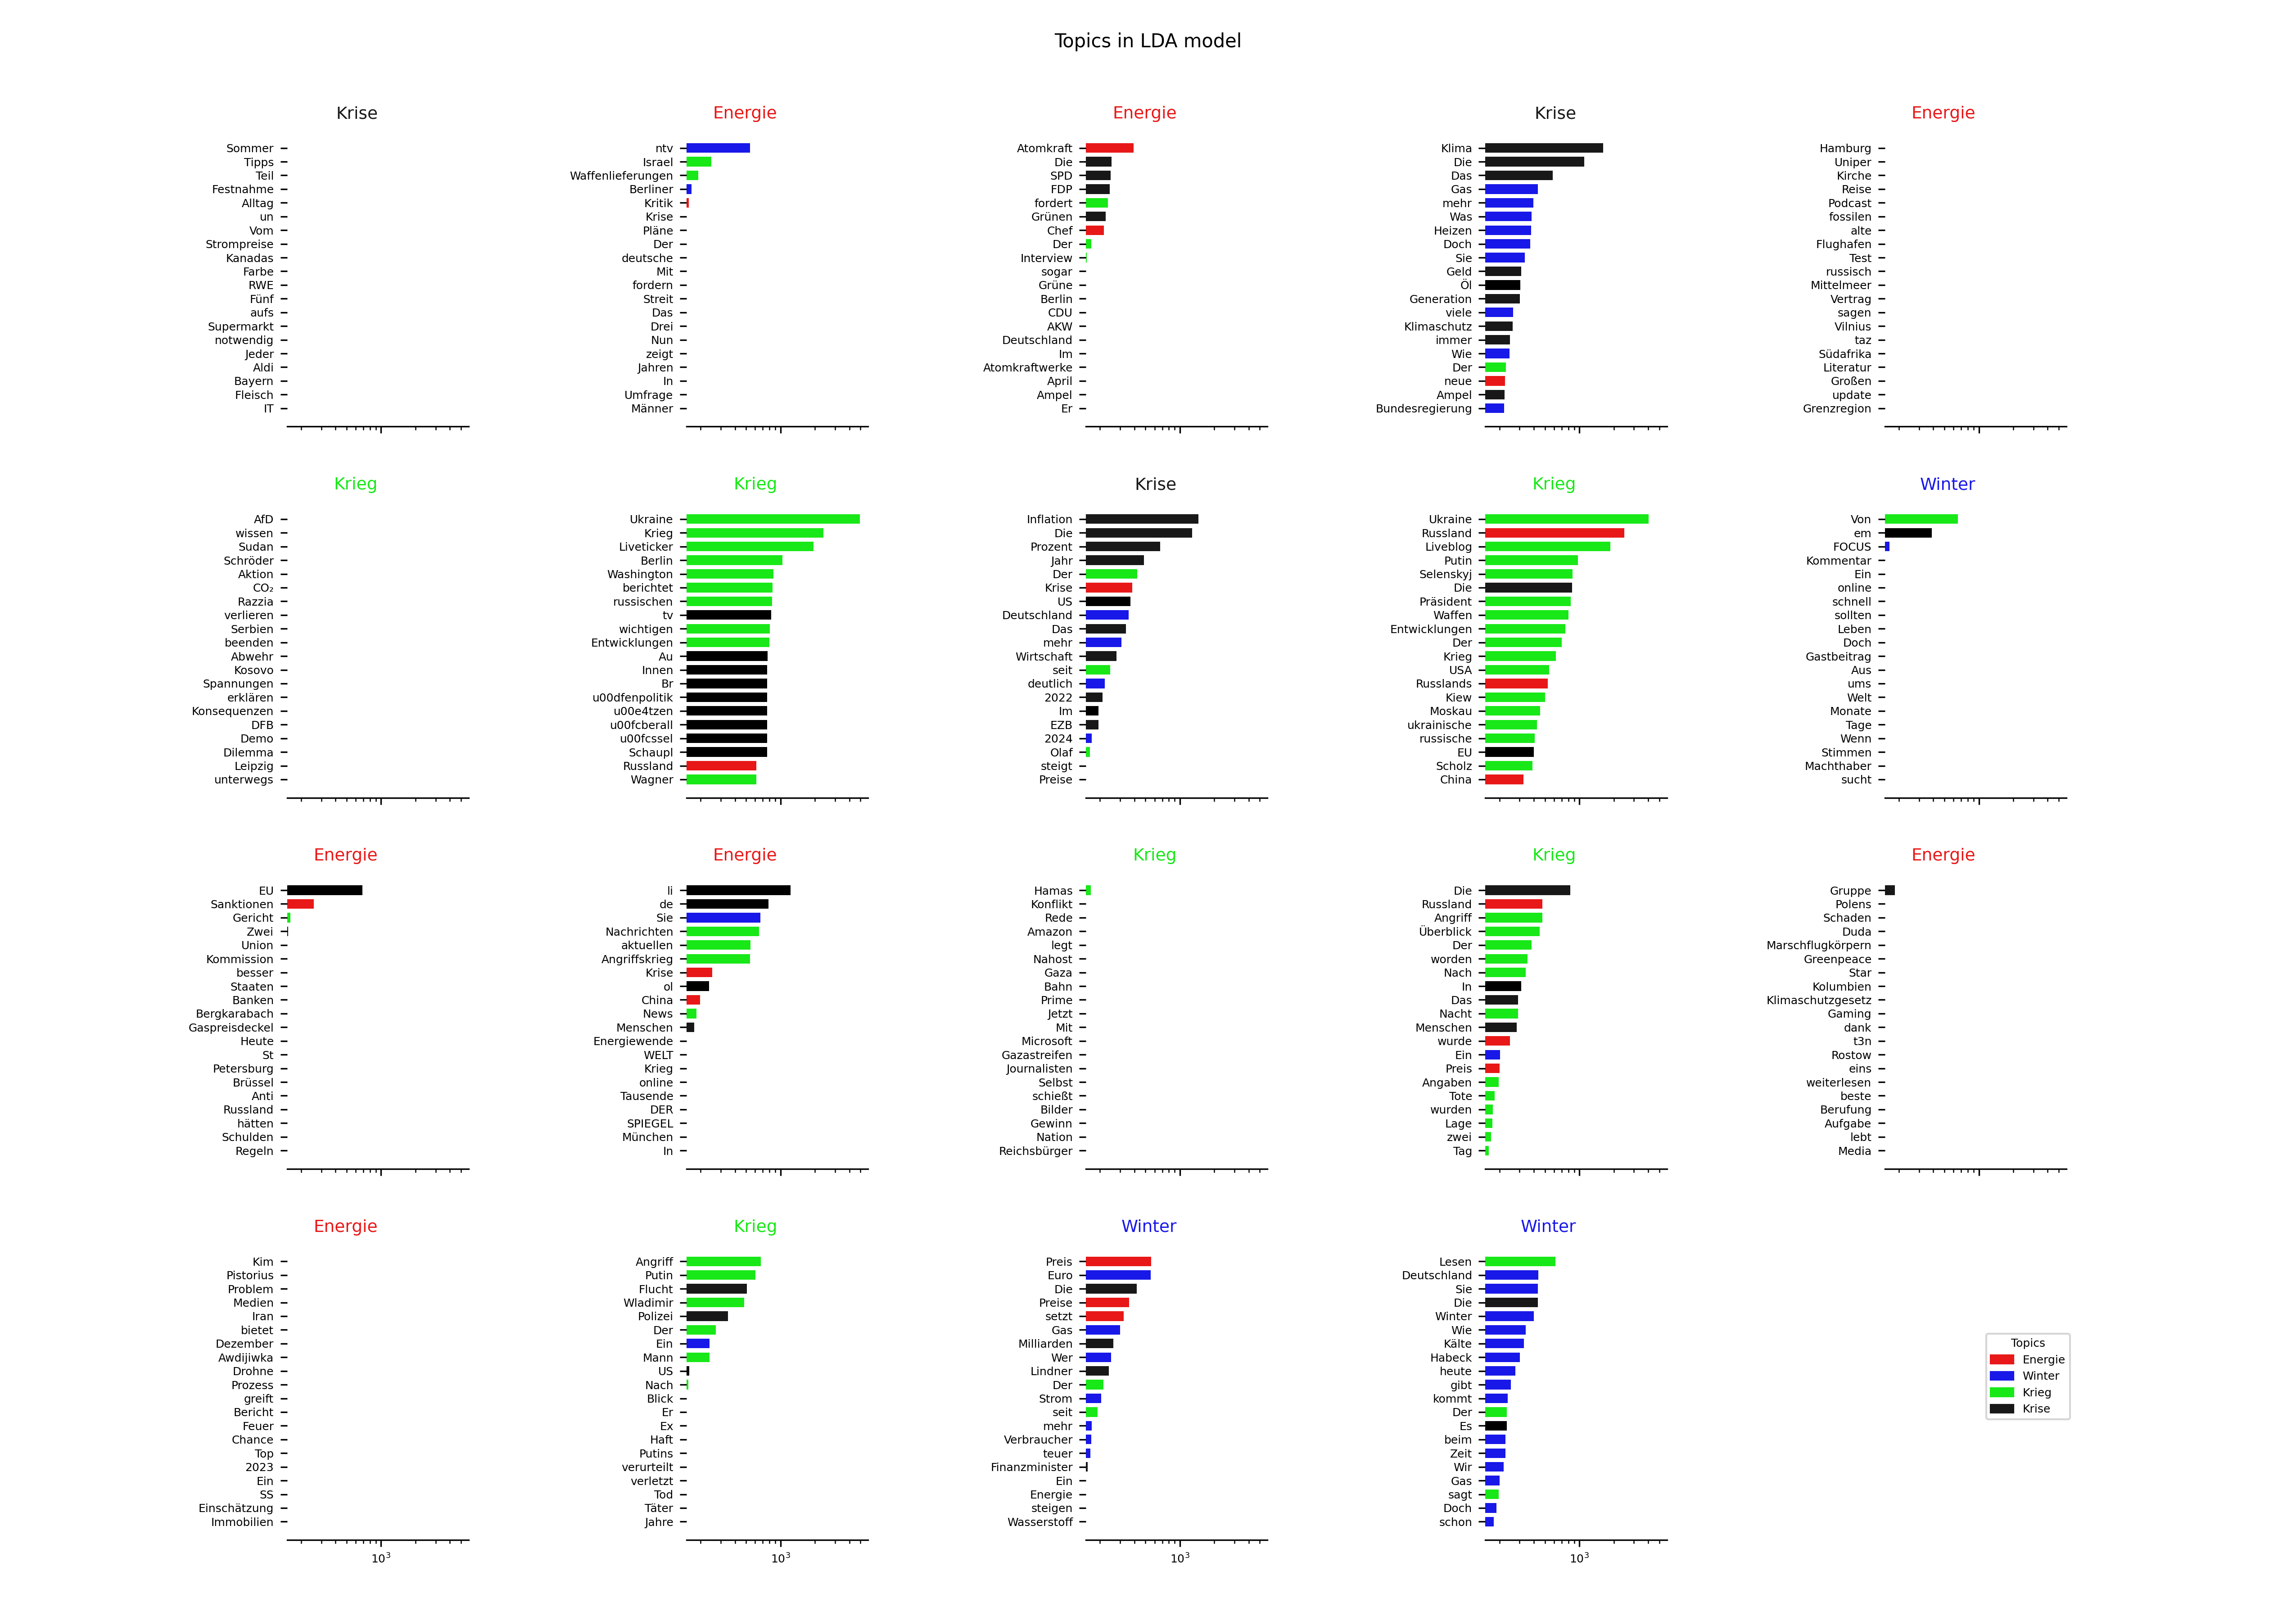 Topics in LDA model
Krise
Sommer
Tipps
Teil
Festnahme
Alltag
un
Vom
Strompreise
Kanadas
Farbe
RWE
Fünf
aufs
Supermarkt
notwendig
Jeder
Aldi
Bayern
Fleisch
IT
Energie
ntv
Israel
Waffenlieferungen
Berliner
Kritik
Krise
Pläne
Der
deutsche
Mit
fordern
Streit
Das
Drei
Nun
zeigt
Jahren
In
Umfrage
Männer
Energie
Atomkraft
Die
SPD
FDP
fordert
Grünen
Chef
Der
Interview
sogar
Grüne
Berlin
CDU
AKW
Deutschland
Im
Atomkraftwerke
April
Ampel
Er
Krise
Klima
Die
Das
Gas
mehr
Was
Heizen
Doch
Sie
Geld
Öl
Generation
viele
Klimaschutz
immer
Wie
Der
neue
Ampel
Bundesregierung
Energie
Hamburg
Uniper
Kirche
Reise
Podcast
fossilen
alte
Flughafen
Test
russisch
Mittelmeer
Vertrag
sagen
Vilnius
taz
Südafrika
Literatur
Großen
update
Grenzregion
Krieg
AfD
wissen
Sudan
Schröder
Aktion
CO₂
Razzia
verlieren
Serbien
beenden
Abwehr
Kosovo
Spannungen
erklären
Konsequenzen
DFB
Demo
Dilemma
Leipzig
unterwegs
Krieg
Ukraine
Krieg
Liveticker
Berlin
Washington
berichtet
russischen
tv
wichtigen
Entwicklungen
Au
Innen
Br
u00dfenpolitik
u00e4tzen
u00fcberall
u00fcssel
Schaupl
Russland
Wagner
Krise
Inflation
Die
Prozent
Jahr
Der
Krise
US
Deutschland
Das
mehr
Wirtschaft
seit
deutlich
2022
Im
EZB
2024
Olaf
steigt
Preise
Krieg
Ukraine
Russland
Liveblog
Putin
Selenskyj
Die
Präsident
Waffen
Entwicklungen
Der
Krieg
USA
Russlands
Kiew
Moskau
ukrainische
russische
EU
Scholz
China
Winter
Von
em
FOCUS
Kommentar
Ein
online
schnell
sollten
Leben
Doch
Gastbeitrag
Aus
ums
Welt
Monate
Tage
Wenn
Stimmen
Machthaber
sucht
Energie
EU
Sanktionen
Gericht
Zwei
Union
Kommission
besser
Staaten
Banken
Bergkarabach
Gaspreisdeckel
Heute
St
Petersburg
Brüssel
Anti
Russland
hätten
Schulden
Regeln
Energie
li
de
Sie
Nachrichten
aktuellen
Angriffskrieg
Krise
ol
China
News
Menschen
Energiewende
WELT
Krieg
online
Tausende
DER
SPIEGEL
München
In
Krieg
Hamas
Konflikt
Rede
Amazon
legt
Nahost
Gaza
Bahn
Prime
Jetzt
Mit
Microsoft
Gazastreifen
Journalisten
Selbst
schießt
Bilder
Gewinn
Nation
Reichsbürger
Krieg
Die
Russland
Angriff
Überblick
Der
worden
Nach
In
Das
Nacht
Menschen
wurde
Ein
Preis
Angaben
Tote
wurden
Lage
zwei
Tag
Energie
Gruppe
Polens
Schaden
Duda
Marschflugkörpern
Greenpeace
Star
Kolumbien
Klimaschutzgesetz
Gaming
dank
t3n
Rostow
eins
weiterlesen
beste
Berufung
Aufgabe
lebt
Media
Energie
Kim
Pistorius
Problem
Medien
Iran
bietet
Dezember
Awdijiwka
Drohne
Prozess
greift
Bericht
Feuer
Chance
Top
2023
Ein
SS
Einschätzung
Immobilien
10³
Krieg
Angriff
Putin
Flucht
Wladimir
Polizei
Der
Ein
Mann
US
Nach
Blick
Er
Ex
Haft
Putins
verurteilt
verletzt
Tod
Täter
Jahre
10³
Winter
Preis
Euro
Die
Preise
setzt
Gas
Milliarden
Wer
Lindner
Der
Strom
seit
mehr
Verbraucher
teuer
Finanzminister
Ein
Energie
steigen
Wasserstoff
10³
Winter
Lesen
Deutschland
Sie
Die
Winter
Wie
Kälte
Habeck
heute
gibt
kommt
Der
Es
beim
Zeit
Wir
Gas
sagt
Doch
schon
10³
Topics
Energie
Winter
Krieg
Krise